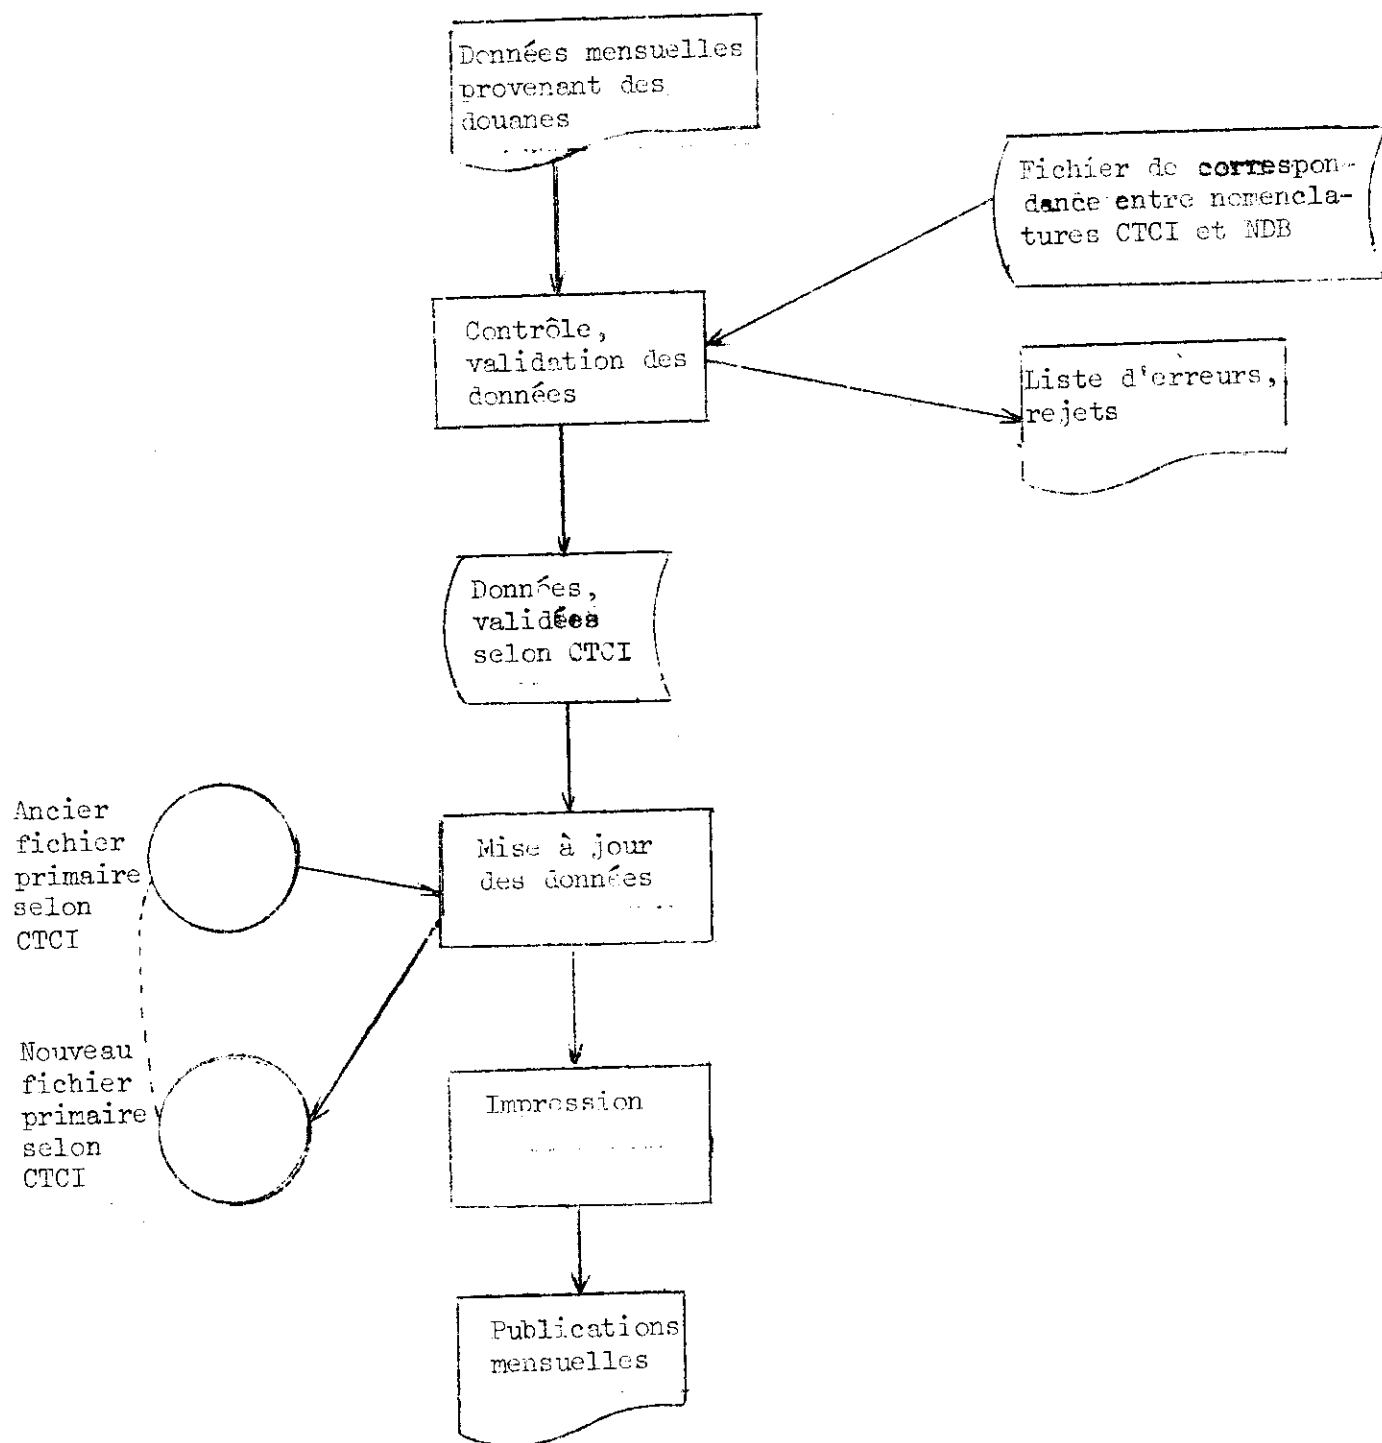 Données mensuelles
provenant des
douanes
Fichier de correspon-
dance entre nomencla-
tures CTCI et NDB
Contrôle,
validation des
données
Liste d'erreurs,
rejets
Données,
validées
selon CTCI
Ancier
fichier
primaire
selon
CTCI
Mise à jour
des données
Nouveau
fichier
primaire
selon
CTCI
Impression
Publications
mensuelles